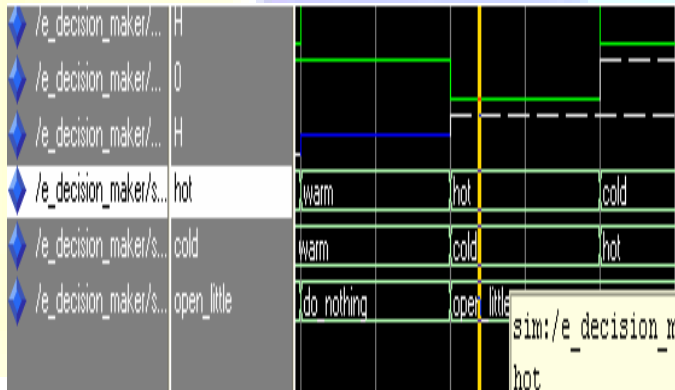 /e_decision_maker/... H
/e_decision_maker/... 0
/e_decision_maker/... H
/e_decision_maker/s... hot warm hot cold
/e_decision_maker/s... cold warm cold hot
/e_decision_maker/s... open_little do_nothing open_little
sim:/e_decision_m
hot